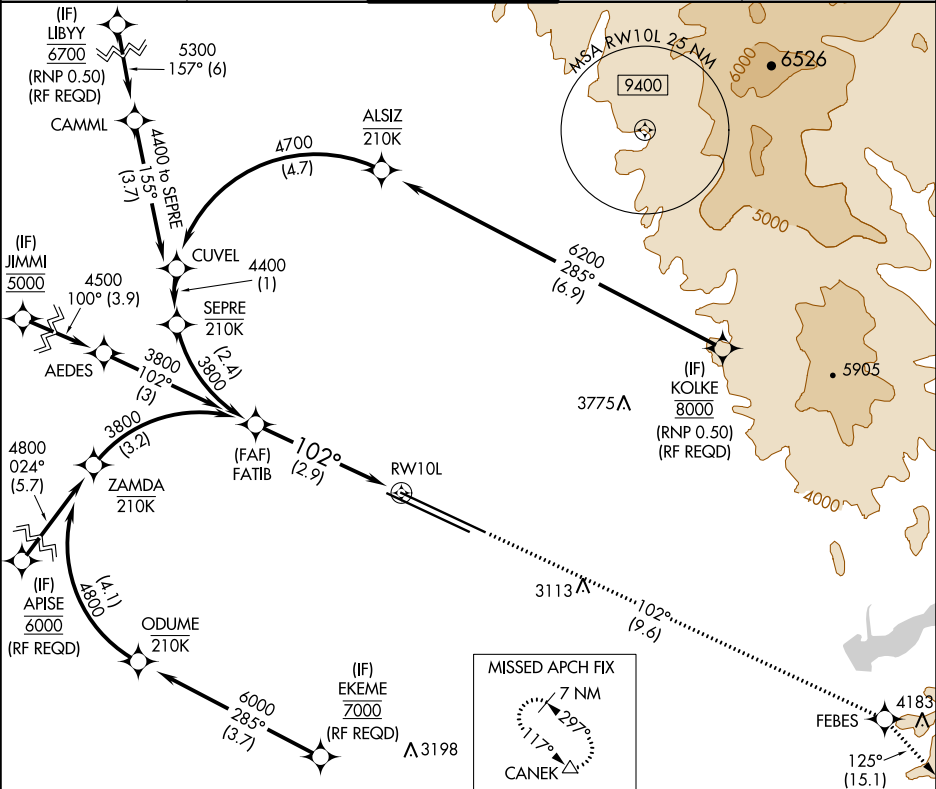 (IF)
LIBYY
6700
(RNP 0.50)
(RF REQD)
5300
157° (6)
CAMML
4400 to SEPRE
155°
(3.7)
ALSIZ
210K
4700
(4.7)
MSA RW10L 25 NM
9400
6000
6526
5000
CUVEL
4400
(1)
SEPRE
210K
(2.4)
3800
6200
285°
(6.9)
(IF)
JIMMI
5000
4500
100° (3.9)
AEDES
3800
102°
(3)
(IF)
KOLKE
8000
(RNP 0.50)
(RF REQD)
5905
3775
4000
3800
(3.2)
(FAF)
FATIB
102°
(2.9)
RW10L
4800
024°
(5.7)
ZAMDA
210K
(IF)
APISE
6000
(RF REQD)
(4.1)
4800
ODUME
210K
3113
102°
(9.6)
6000
285°
(3.7)
(IF)
EKEME
7000
(RF REQD)
3198
MISSED APCH FIX
7 NM
297°
117°
CANEK
FEBES
4183
125°
(15.1)